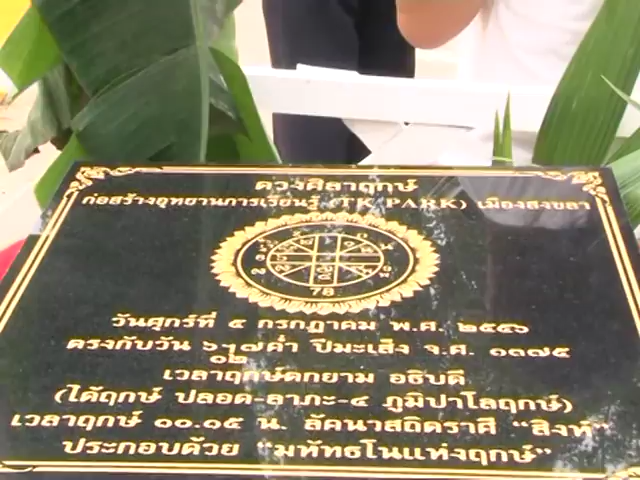 ดวงศิลาฤกษ์
ก่อสร้างอุทยานการเรียนรู้ (TK PARK) เมืองสงขลา
วันศุกร์ที่ ๕ กรกฏาคม พ.ศ. ๒๕๕๖
ตรงกับวัน ๖ฯ๗ค่ำ ปีมะเส็ง จ.ศ. ๑๓๗๕
๐๒
เวลาฤกษ์ตกยาม อธิบดี
(ได้ฤกษ์ ปลอด-ลาภะ-๔ ภูมิปาโลฤกษ์)
เวลาฤกษ์ ๑๐.๑๕ น. ลัคนาสถิตราศี "สิงห์"
ประกอบด้วย "มหัทธโนแห่งฤกษ์"